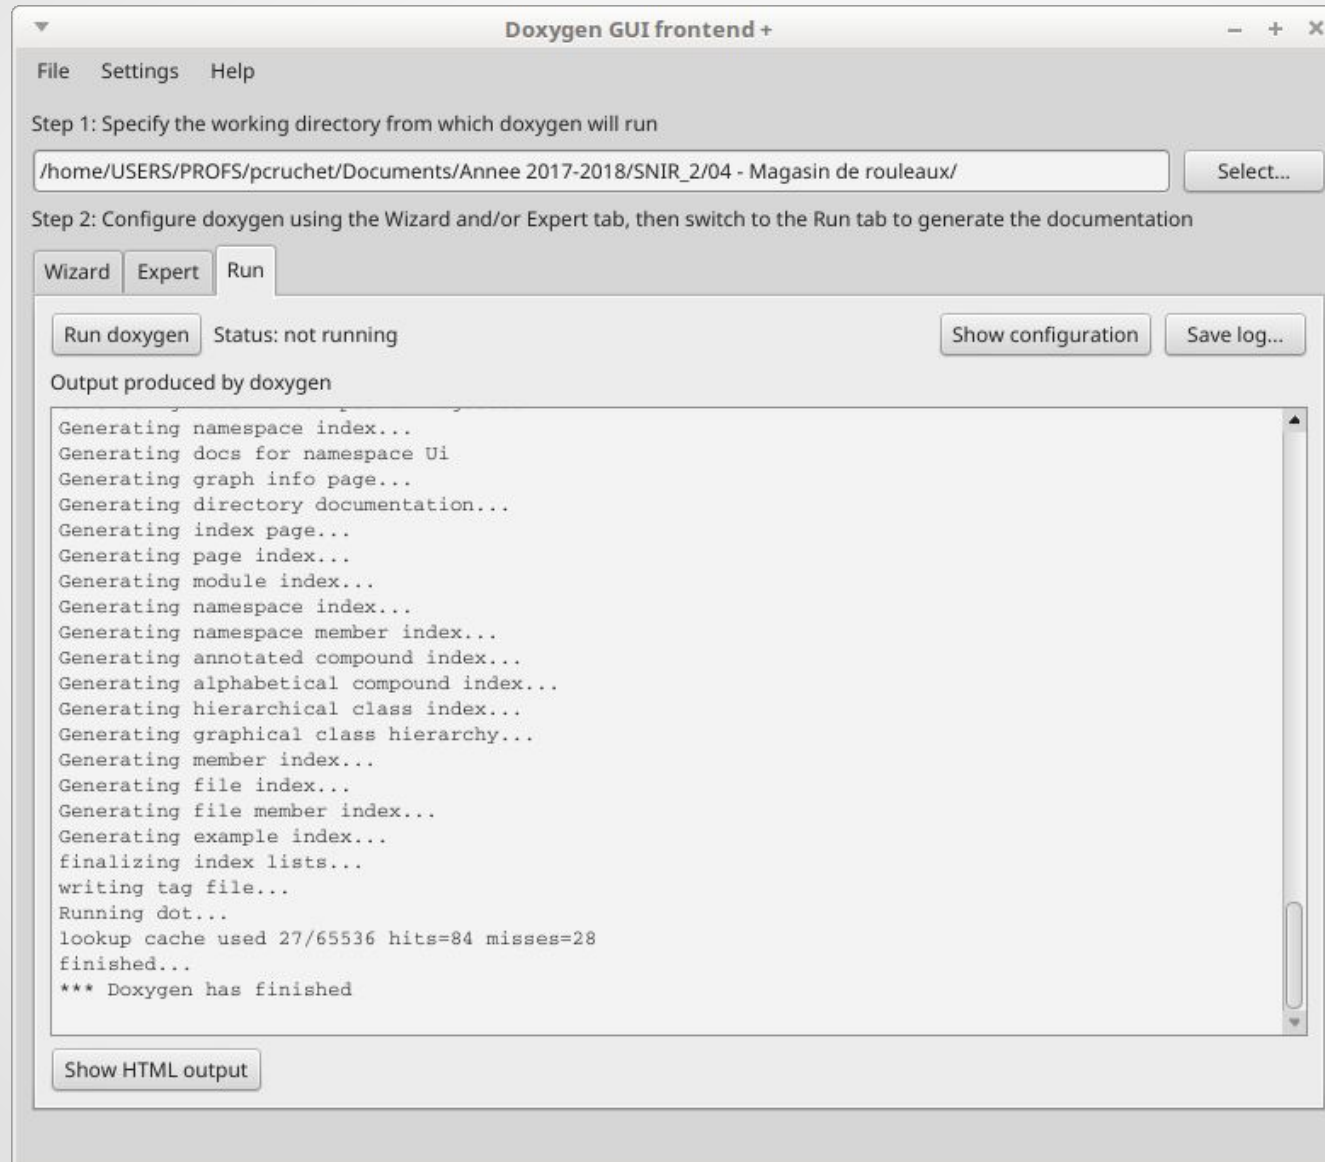 Doxygen GUI frontend +
File Settings Help
Step 1: Specify the working directory from which doxygen will run
/home/USERS/PROFS/pcruchet/Documents/Annee 2017-2018/SNIR_2/04 - Magasin de rouleaux/ Select...
Step 2: Configure doxygen using the Wizard and/or Expert tab, then switch to the Run tab to generate the documentation
Wizard Expert Run
Run doxygen Status: not running Show configuration Save log...
Output produced by doxygen
Generating namespace index...
Generating docs for namespace Ui
Generating graph info page...
Generating directory documentation...
Generating index page...
Generating page index...
Generating module index...
Generating namespace index...
Generating namespace member index...
Generating annotated compound index...
Generating alphabetical compound index...
Generating hierarchical class index...
Generating graphical class hierarchy...
Generating member index...
Generating file index...
Generating file member index...
Generating example index...
finalizing index lists...
writing tag file...
Running dot...
lookup cache used 27/65536 hits=84 misses=28
finished...
*** Doxygen has finished
Show HTML output